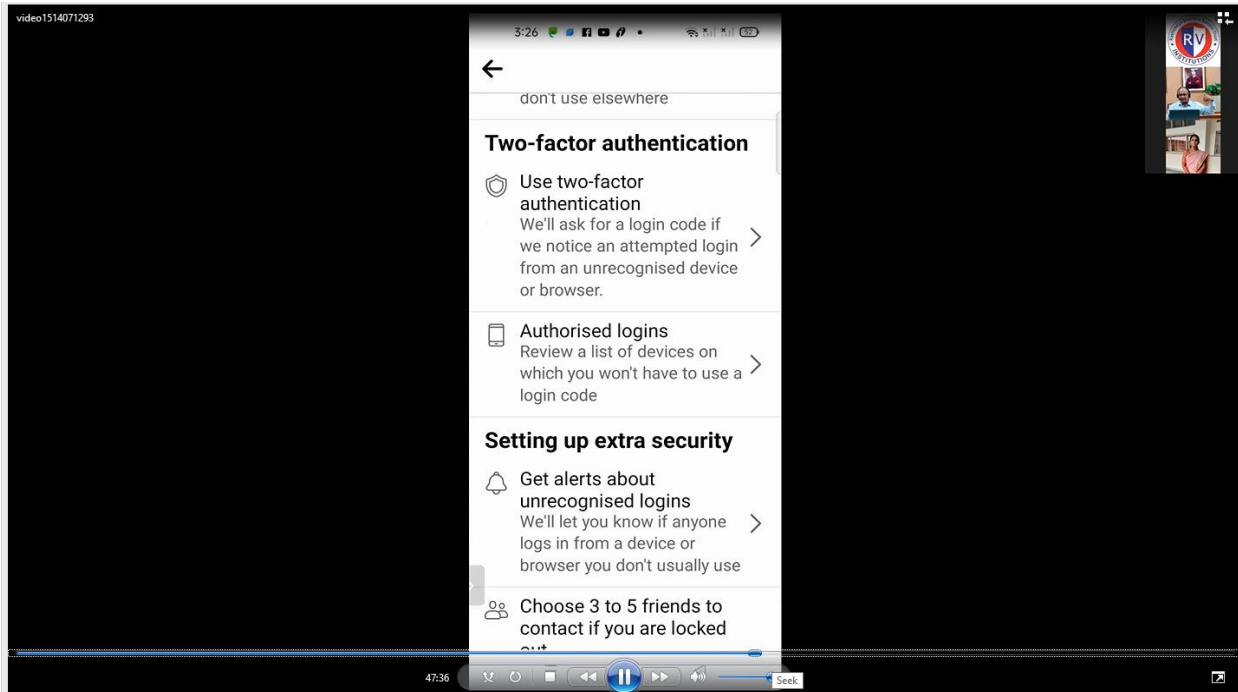 video1514071293
3:26
52
RV
INSTITUTIONS
don't use elsewhere
Two-factor authentication
Use two-factor
authentication
We'll ask for a login code if
we notice an attempted login
from an unrecognised device
or browser.
Authorised logins
Review a list of devices on
which you won't have to use a
login code
Setting up extra security
Get alerts about
unrecognised logins
We'll let you know if anyone
logs in from a device or
browser you don't usually use
Choose 3 to 5 friends to
contact if you are locked
out
47:36
Seek